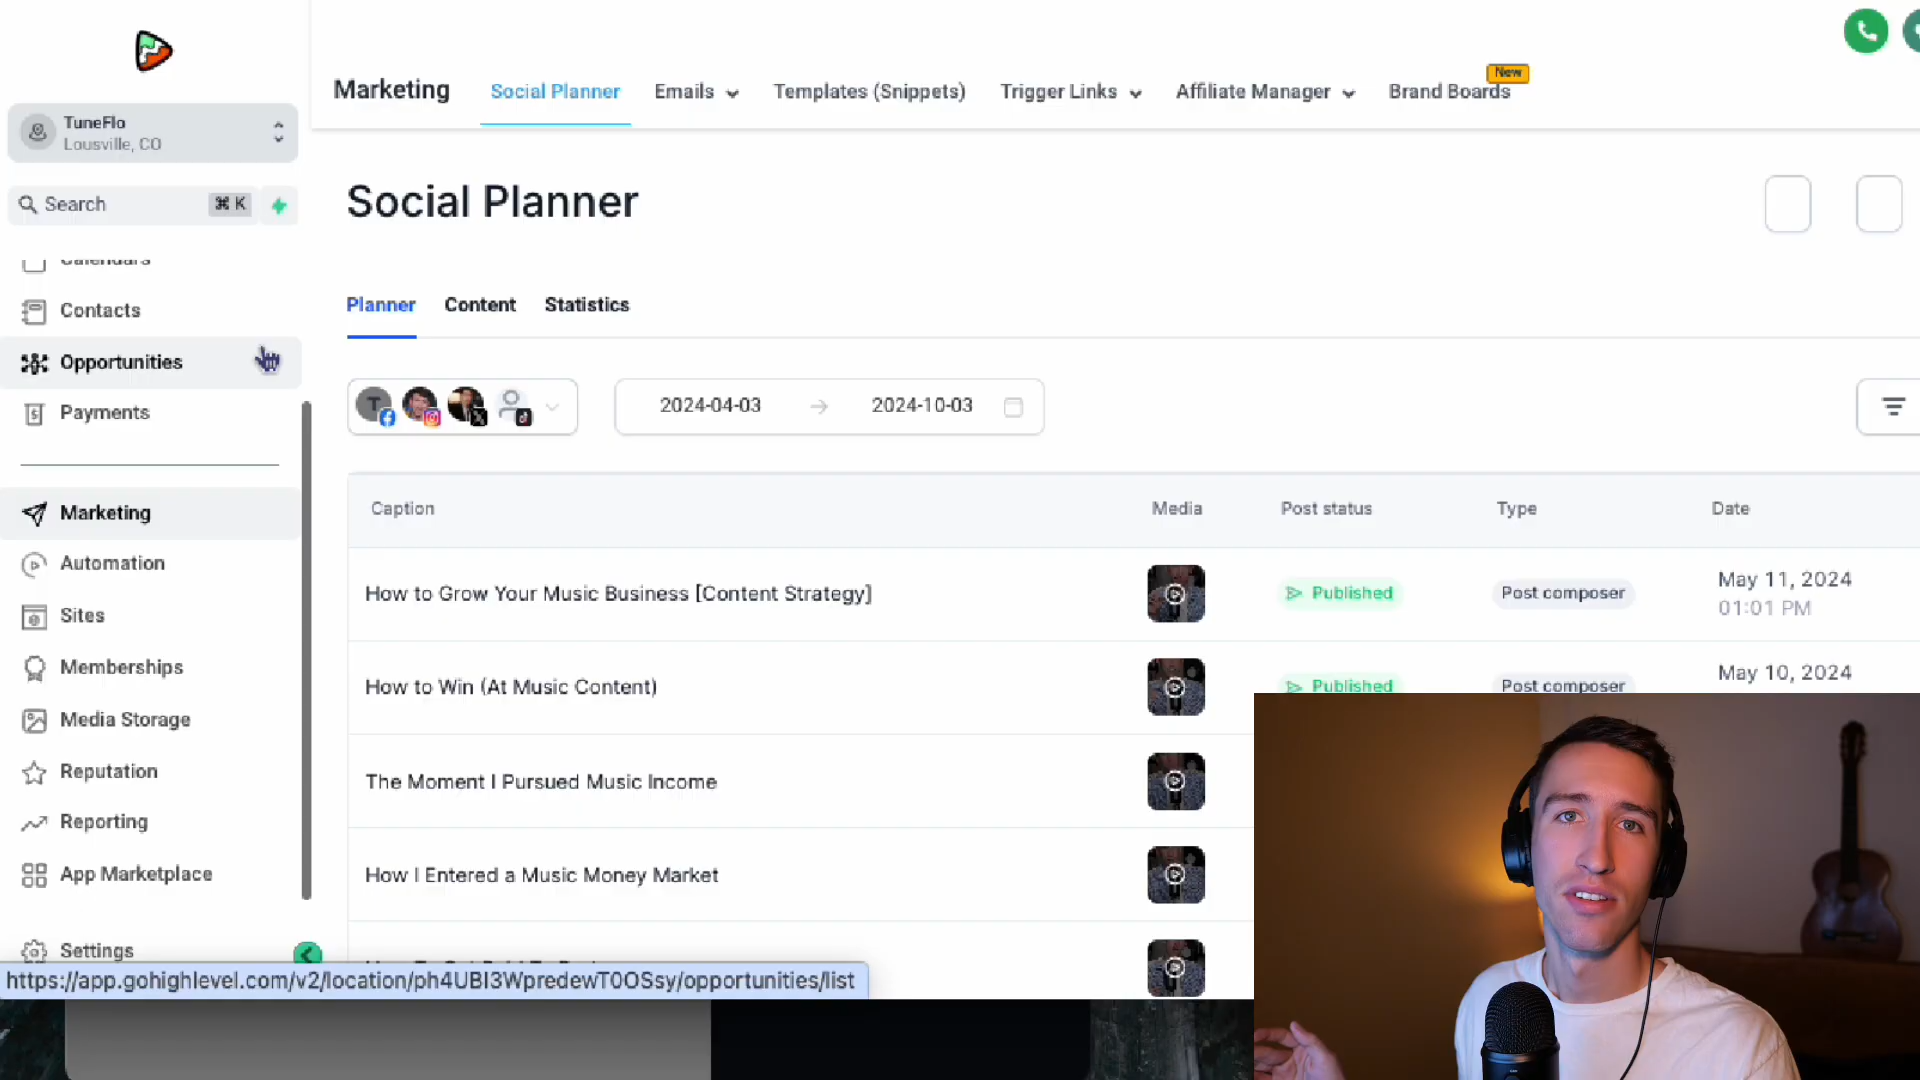 New
Marketing
Social Planner
Emails
Templates (Snippets)
Trigger Links
Affiliate Manager
Brand Boards
TuneFlo
Lousville, CO
Search
⌘ K
Social Planner
Calendars
Contacts
Opportunities
Payments
Marketing
Automation
Sites
Memberships
Media Storage
Reputation
Reporting
App Marketplace
Settings
Planner
Content
Statistics
T
2024-04-03
2024-10-03
Caption
Media
Post status
Type
Date
How to Grow Your Music Business [Content Strategy]
Published
Post composer
May 11, 2024
01:01 PM
How to Win (At Music Content)
Published
Post composer
May 10, 2024
The Moment I Pursued Music Income
How I Entered a Music Money Market
https://app.gohighlevel.com/v2/location/ph4UBI3WpredewT0OSsy/opportunities/list